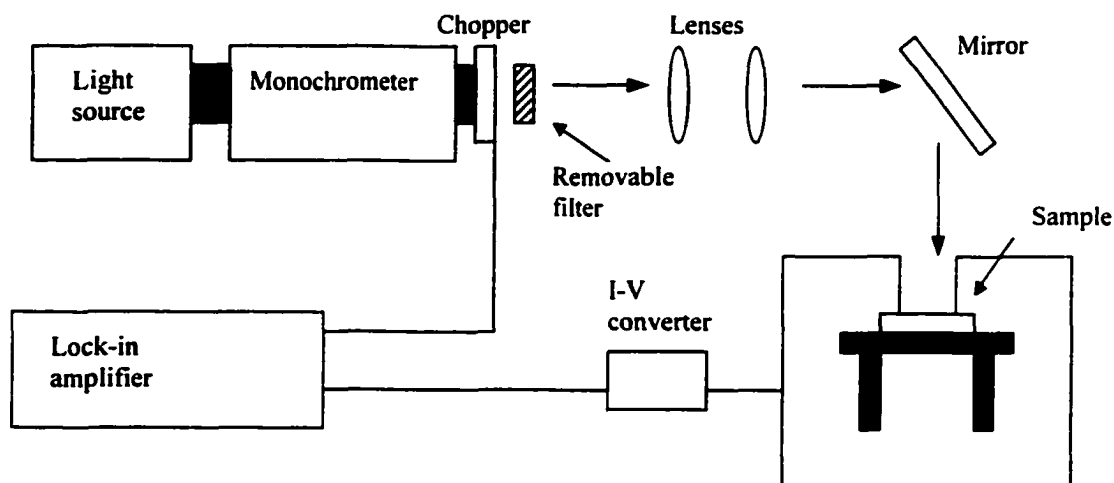 Chopper
Lenses
Mirror
Light
source
Monochrometer
Removable
filter
Sample
I-V
converter
Lock-in
amplifier